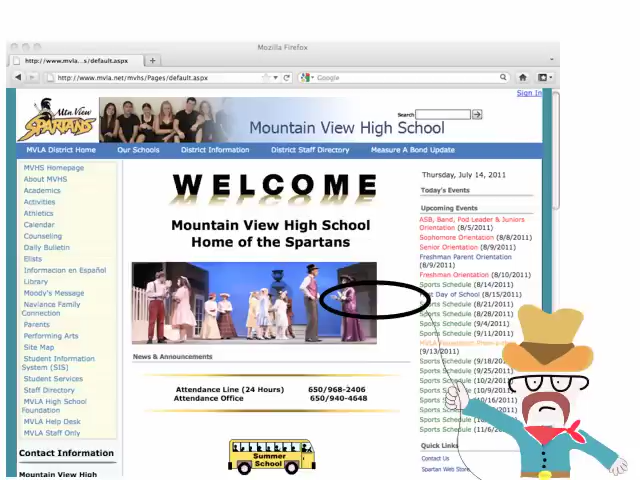 Mozilla Firefox
http://www.mvla...s/default.aspx
http://www.mvla.net/mvhs/Pages/default.aspx
Google
Sign In
Mtn. View
SPARTANS
Search
Mountain View High School
MVLA District Home Our Schools District Information District Staff Directory Measure A Bond Update
MVHS Homepage
About MVHS
Academics
Activities
Athletics
Calendar
Counseling
Daily Bulletin
Elists
Informacion en Español
Library
Moody's Message
Naviance Family
Connection
Parents
Performing Arts
Site Map
Student Information
System (SIS)
Student Services
Staff Directory
MVLA High School
Foundation
MVLA Help Desk
MVLA Staff Only
Contact Information
Mountain View High
WELCOME
Mountain View High School
Home of the Spartans
News & Announcements
Attendance Line (24 Hours) 650/968-2406
Attendance Office 650/940-4648
Summer
School
Thursday, July 14, 2011
Today's Events
Upcoming Events
ASB, Band, Pod Leader & Juniors
Orientation (8/5/2011)
Sophomore Orientation (8/8/2011)
Senior Orientation (8/9/2011)
Freshman Parent Orientation
(8/9/2011)
Freshman Orientation (8/10/2011)
Sports Schedule (8/14/2011)
First Day of School (8/15/2011)
Sports Schedule (8/21/2011)
Sports Schedule (8/28/2011)
Sports Schedule (9/4/2011)
Sports Schedule (9/11/2011)
MVLA
(9/13/2011)
Sports Schedule (9/18/
Sports Schedule (9/25/2011)
Sports Schedule (10/2/2011)
Sports Schedule (10/9/2011)
Schedule (10/16/2011)
Schedule
Sports
Sports Schedule (11/6/
Quick Links
Contact Us
Spartan Web Store